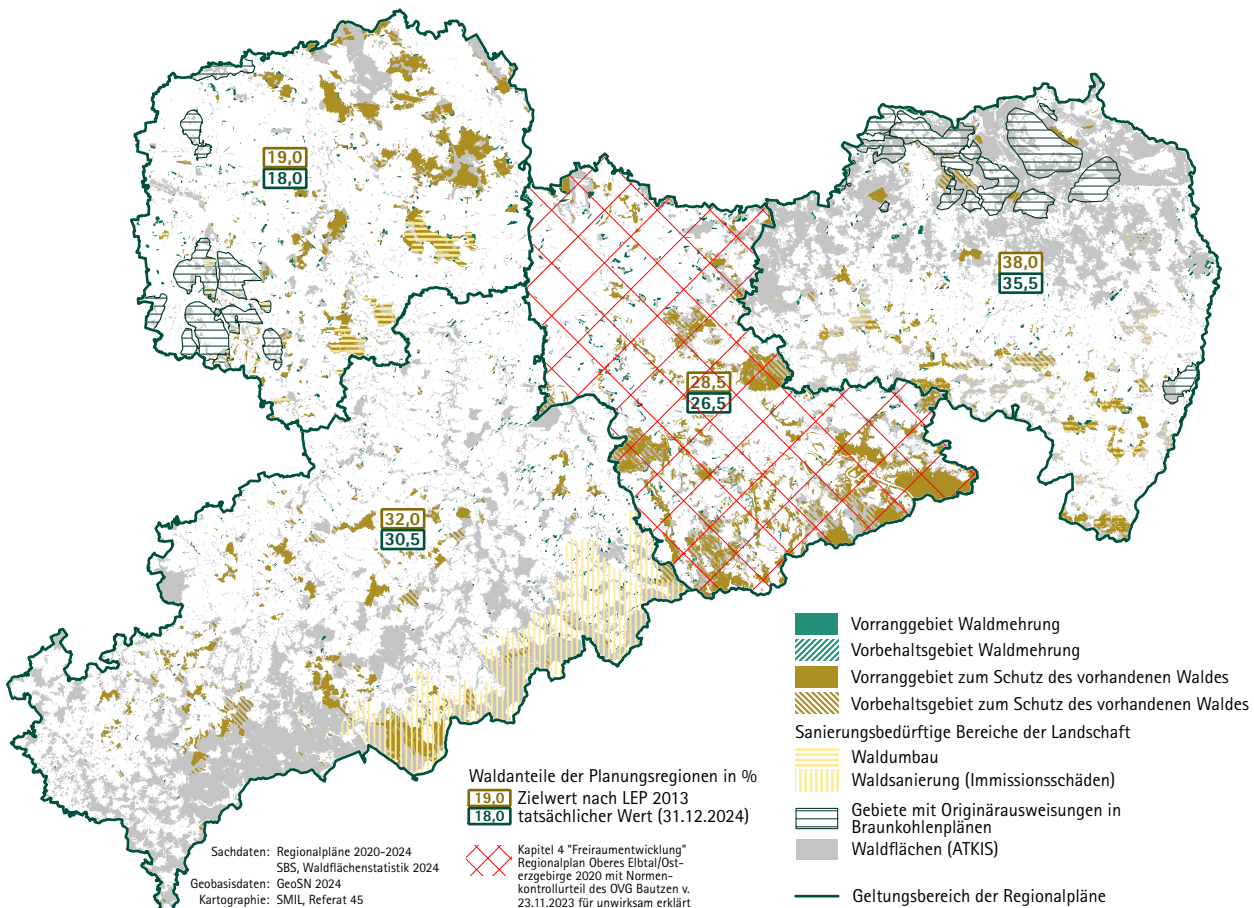 19,0
18,0
38,0
35,5
28,5
26,5
32,0
30,5
Vorranggebiet Waldmehrung
Vorbehaltsgebiet Waldmehrung
Vorranggebiet zum Schutz des vorhandenen Waldes
Vorbehaltsgebiet zum Schutz des vorhandenen Waldes
Sanierungsbedürftige Bereiche der Landschaft
Waldumbau
Waldsanierung (Immissionsschäden)
Gebiete mit Originärausweisungen in
Braunkohlenplänen
Waldflächen (ATKIS)
Geltungsbereich der Regionalpläne
Waldanteile der Planungsregionen in %
19,0 Zielwert nach LEP 2013
18,0 tatsächlicher Wert (31.12.2024)
Kapitel 4 "Freiraumentwicklung"
Regionalplan Oberes Elbtal/Ost-
erzgebirge 2020 mit Normen-
kontrollurteil des OVG Bautzen v.
23.11.2023 für unwirksam erklärt
Sachdaten: Regionalpläne 2020-2024
SBS, Waldflächenstatistik 2024
Geobasisdaten: GeoSN 2024
Kartographie: SMIL, Referat 45